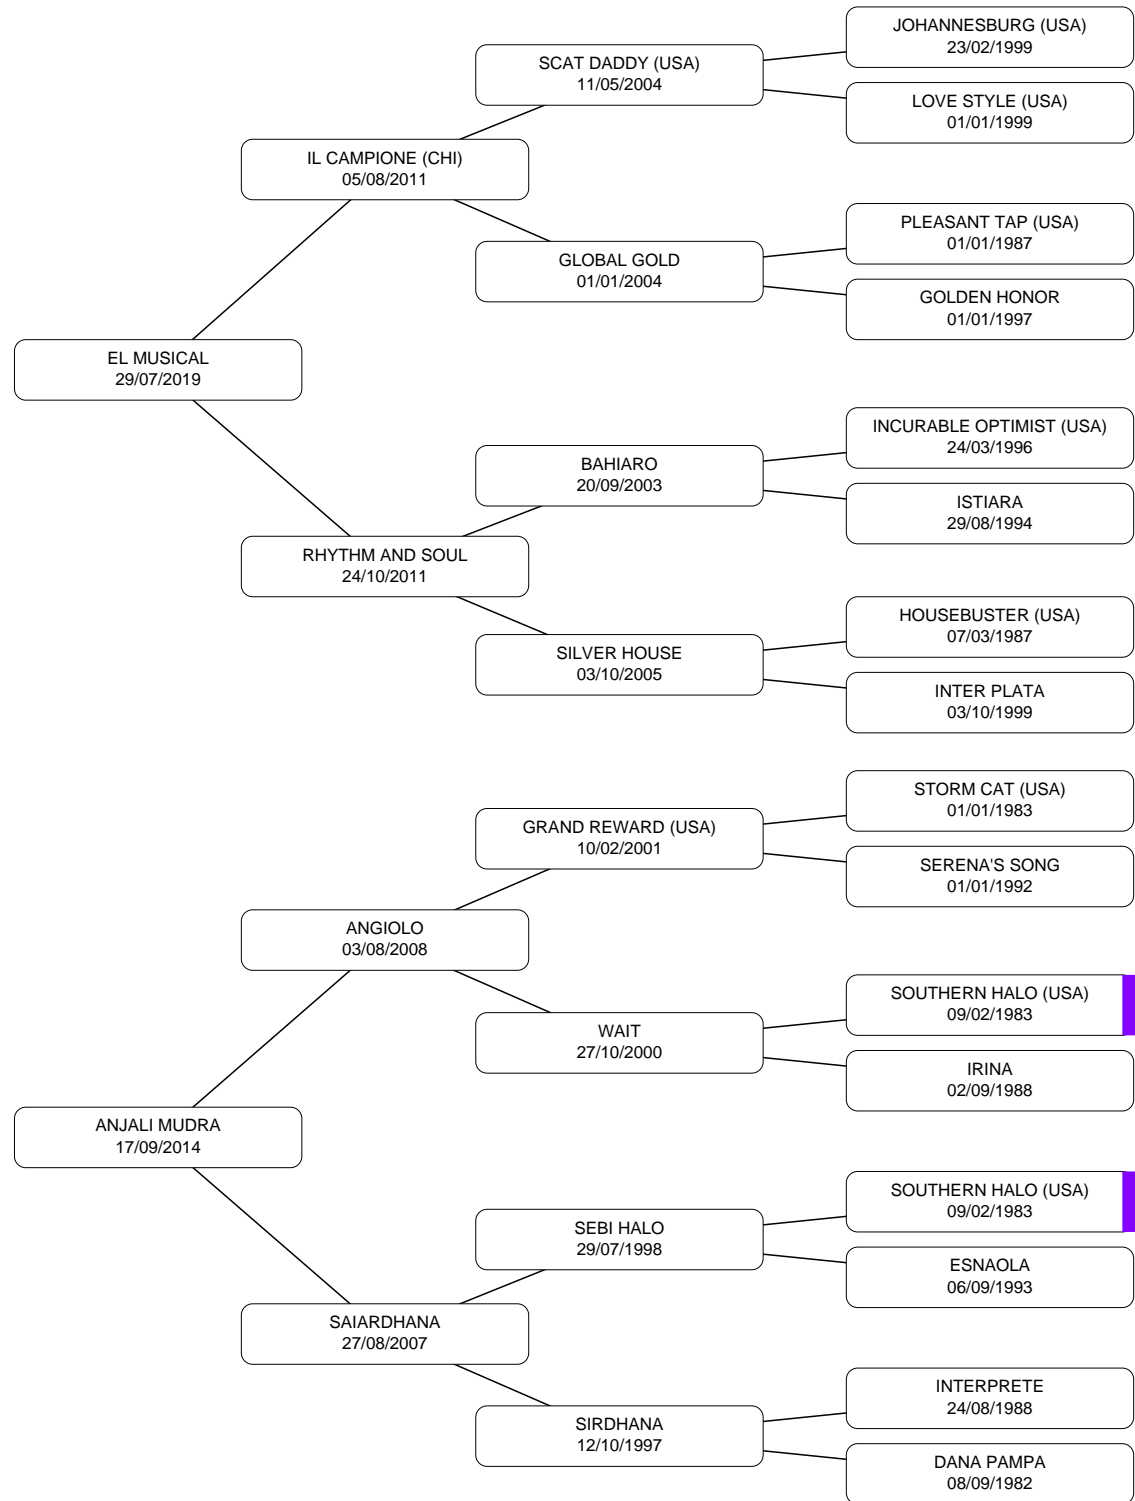 JOHANNESBURG (USA)
23/02/1999
SCAT DADDY (USA)
11/05/2004
LOVE STYLE (USA)
01/01/1999
IL CAMPIONE (CHI)
05/08/2011
PLEASANT TAP (USA)
01/01/1987
GLOBAL GOLD
01/01/2004
GOLDEN HONOR
01/01/1997
EL MUSICAL
29/07/2019
INCURABLE OPTIMIST (USA)
24/03/1996
BAHIARO
20/09/2003
ISTIARA
29/08/1994
RHYTHM AND SOUL
24/10/2011
HOUSEBUSTER (USA)
07/03/1987
SILVER HOUSE
03/10/2005
INTER PLATA
03/10/1999
STORM CAT (USA)
01/01/1983
GRAND REWARD (USA)
10/02/2001
SERENA'S SONG
01/01/1992
ANGIOLO
03/08/2008
SOUTHERN HALO (USA)
09/02/1983
WAIT
27/10/2000
IRINA
02/09/1988
ANJALI MUDRA
17/09/2014
SOUTHERN HALO (USA)
09/02/1983
SEBI HALO
29/07/1998
ESNAOLA
06/09/1993
SAIARDHANA
27/08/2007
INTERPRETE
24/08/1988
SIRDHANA
12/10/1997
DANA PAMPA
08/09/1982